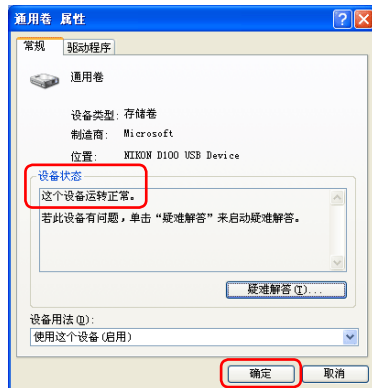 通用卷 属性
常规 驱动程序
通用卷
设备类型: 存储卷
制造商: Microsoft
位置: NIKON D100 USB Device
设备状态
这个设备运转正常。
若此设备有问题，单击“疑难解答”来启动疑难解答。
疑难解答(T)...
设备用法(D):
使用这个设备(启用)
确定 取消